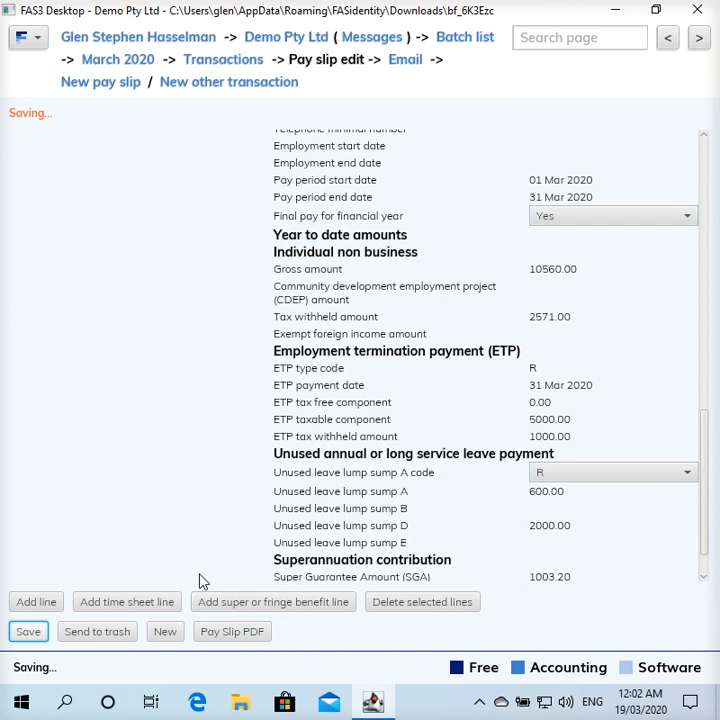 FAS3 Desktop - Demo Pty Ltd - C:\Users\glen\AppData\Roaming\FASidentity\Downloads\bf_6K3Ezc
F Glen Stephen Hasselman -> Demo Pty Ltd ( Messages ) -> Batch list
Search page < >
-> March 2020 -> Transactions -> Pay slip edit -> Email ->
New pay slip / New other transaction
Saving...
Telephone minimal number
Employment start date
Employment end date
Pay period start date 01 Mar 2020
Pay period end date 31 Mar 2020
Final pay for financial year Yes
Year to date amounts
Individual non business
Gross amount 10560.00
Community development employment project
(CDEP) amount
Tax withheld amount 2571.00
Exempt foreign income amount
Employment termination payment (ETP)
ETP type code R
ETP payment date 31 Mar 2020
ETP tax free component 0.00
ETP taxable component 5000.00
ETP tax withheld amount 1000.00
Unused annual or long service leave payment
Unused leave lump sump A code R
Unused leave lump sump A 600.00
Unused leave lump sump B
Unused leave lump sump D 2000.00
Unused leave lump sump E
Superannuation contribution
Super Guarantee Amount (SGA) 1003.20
Add line Add time sheet line Add super or fringe benefit line Delete selected lines
Save Send to trash New Pay Slip PDF
Saving... Free Accounting Software
ENG 12:02 AM
19/03/2020